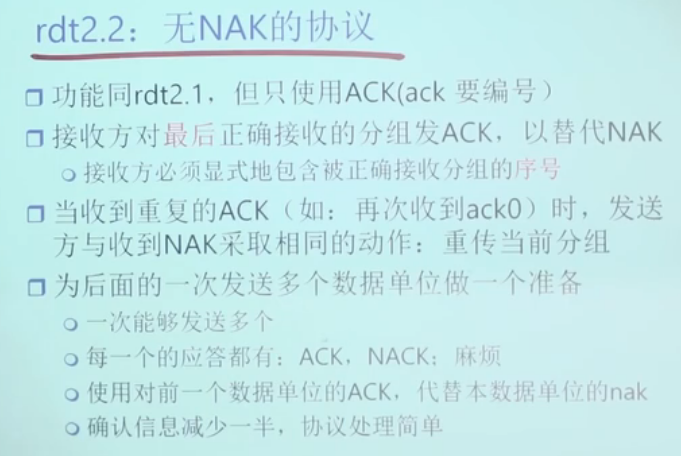 rdt2.2：无NAK的协议
功能同rdt2.1，但只使用ACK(ack 要编号）
接收方对最后正确接收的分组发ACK，以替代NAK
接收方必须显式地包含被正确接收分组的序号
当收到重复的ACK（如：再次收到ack0）时，发送
方与收到NAK采取相同的动作：重传当前分组
为后面的一次发送多个数据单位做一个准备
一次能够发送多个
每一个的应答都有：ACK，NACK；麻烦
使用对前一个数据单位的ACK，代替本数据单位的nak
确认信息减少一半，协议处理简单